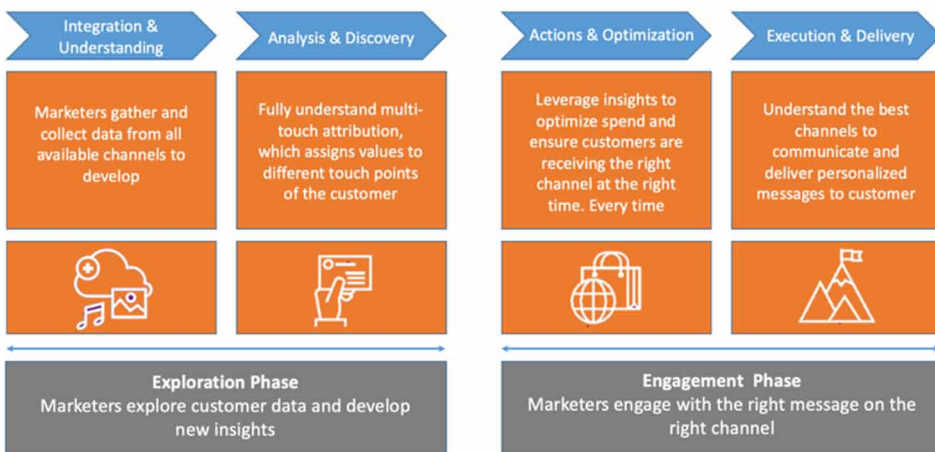 Integration &
Understanding
Analysis & Discovery
Actions & Optimization
Execution & Delivery
Marketers gather and
collect data from all
available channels to
develop
Fully understand multi-
touch attribution,
which assigns values to
different touch points
of the customer
Leverage insights to
optimize spend and
ensure customers are
receiving the right
channel at the right
time. Every time
Understand the best
channels to
communicate and
deliver personalized
messages to customer
Exploration Phase
Marketers explore customer data and develop
new insights
Engagement Phase
Marketers engage with the right message on the
right channel